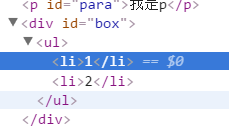 <p id="para">我是p</p>
▼<div id="box">
▼<ul>
<li>1</li> == $0
<li>2</li>
</ul>
</div>